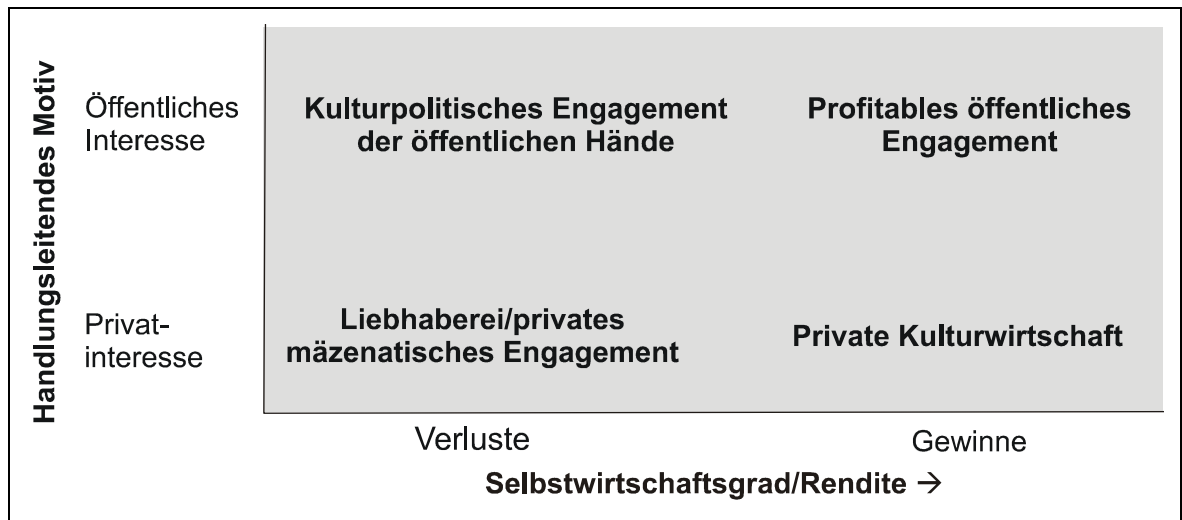 Handlungsleitendes Motiv
Öffentliches
Interesse
Kulturpolitisches Engagement
der öffentlichen Hände
Profitables öffentliches
Engagement
Privat-
interesse
Liebhaberei/privates
mäzenatisches Engagement
Private Kulturwirtschaft
Verluste
Gewinne
Selbstwirtschaftsgrad/Rendite →